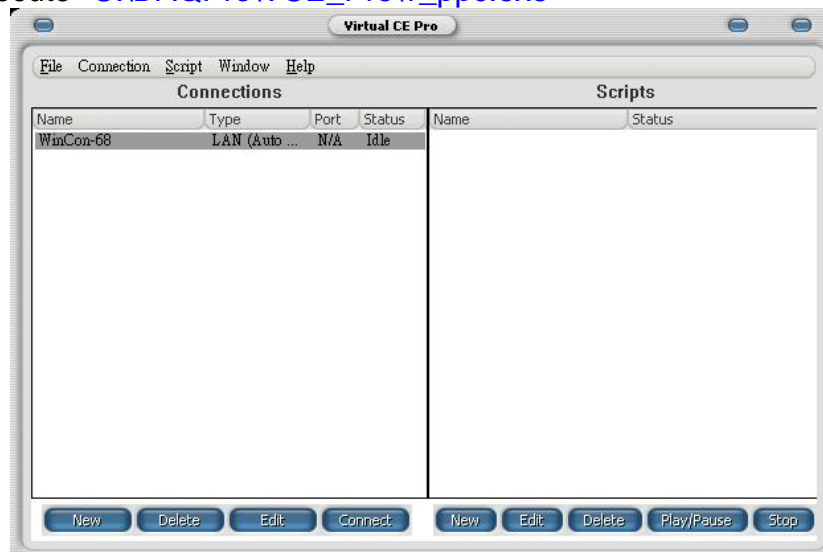 Virtual CE Pro
File Connection Script Window Help
Connections Scripts
Name Type Port Status Name Status
WinCon-68 LAN (Auto ... N/A Idle
New Delete Edit Connect New Edit Delete Play/Pause Stop